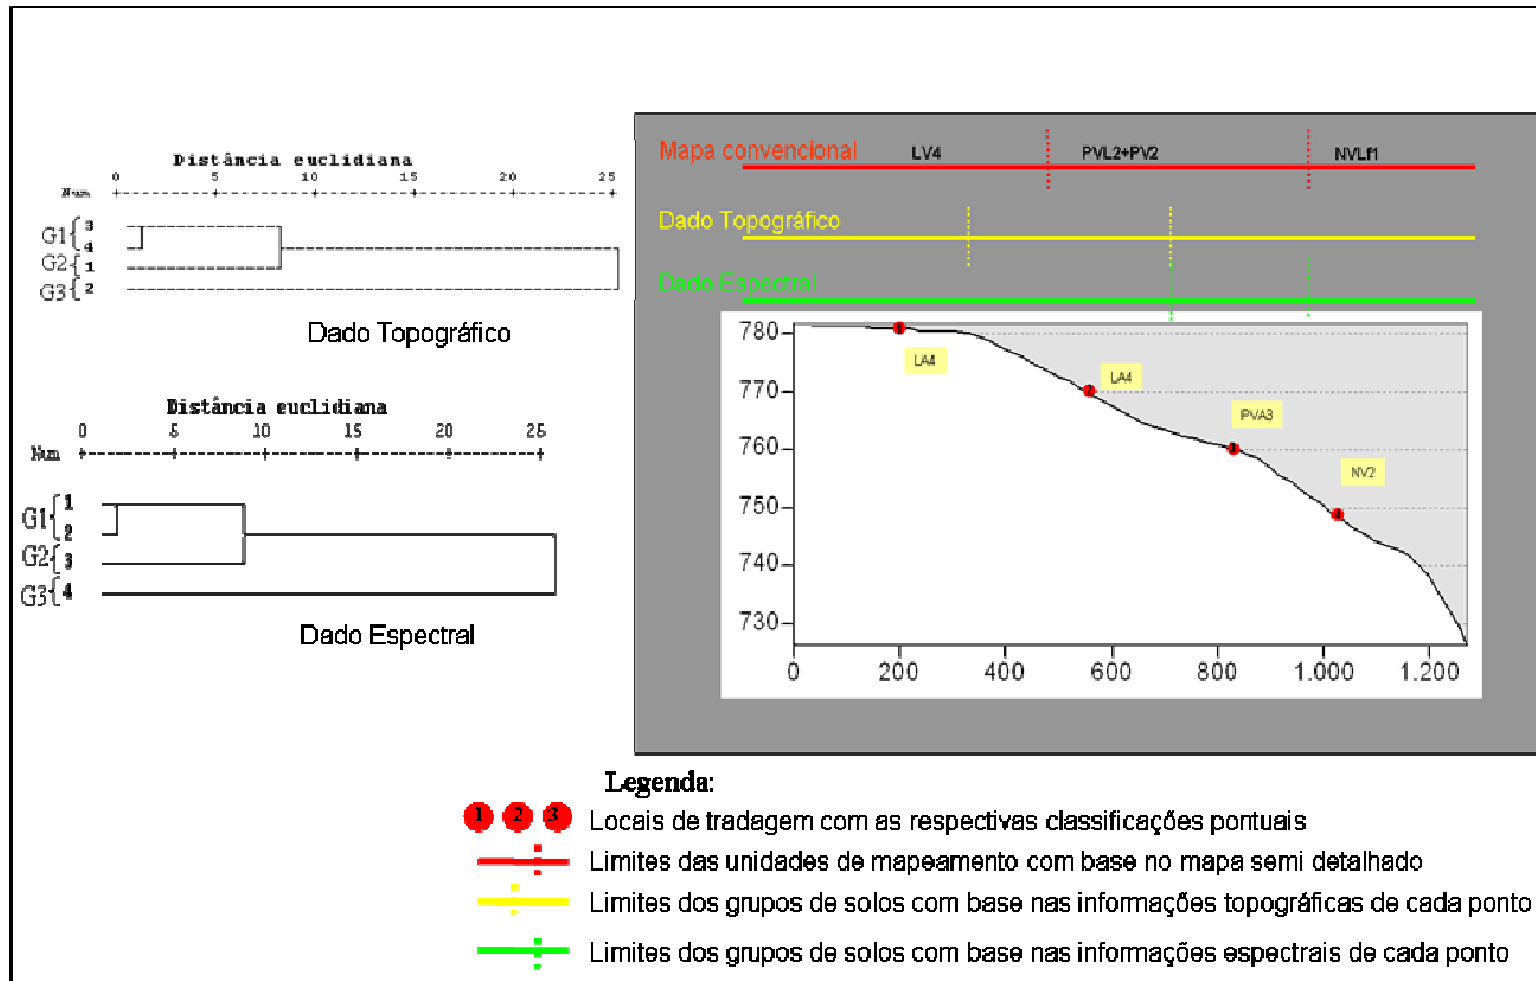 Distância euclidiana
0 5 10 15 20 25
Num
G1 { 3
4
G2 { 1
G3 { 2
Dado Topográfico
Distância euclidiana
0 5 10 15 20 25
Num
G1 { 1
2
G2 { 3
G3 { 4
Dado Espectral
Mapa convencional LV4 PVL2+PV2 NVLf1
Dado Topográfico
Dado Espectral
780
770
760
750
740
730
0 200 400 600 800 1.000 1.200
1 LA4
2 LA4
3 PVA3
4 NV2
Legenda:
1 2 3 Locais de tradagem com as respectivas classificações pontuais
Limites das unidades de mapeamento com base no mapa semi detalhado
Limites dos grupos de solos com base nas informações topográficas de cada ponto
Limites dos grupos de solos com base nas informações espectrais de cada ponto